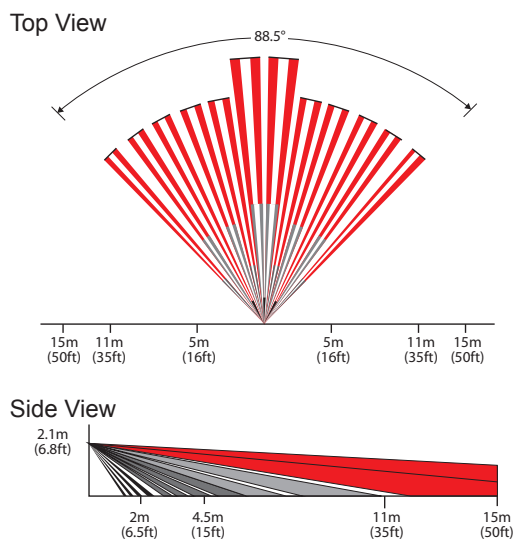 Top View
88.5°
15m 11m 5m 5m 11m 15m
(50ft) (35ft) (16ft) (16ft) (35ft) (50ft)
Side View
2.1m
(6.8ft)
2m 4.5m 11m 15m
(6.5ft) (15ft) (35ft) (50ft)